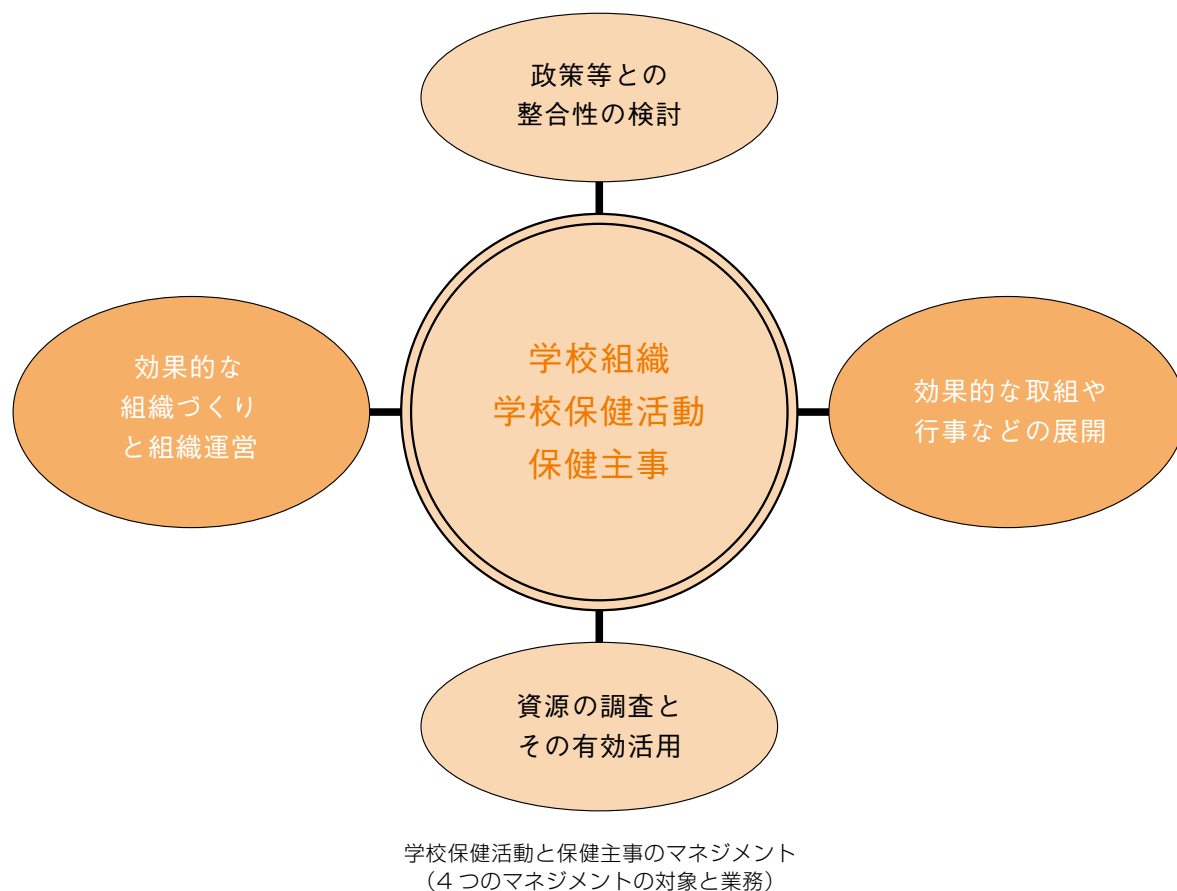 政策等との
整合性の検討
効果的な
組織づくり
と組織運営
学校組織
学校保健活動
保健主事
効果的な取組や
行事などの展開
資源の調査と
その有効活用
学校保健活動と保健主事のマネジメント
（4 つのマネジメントの対象と業務）